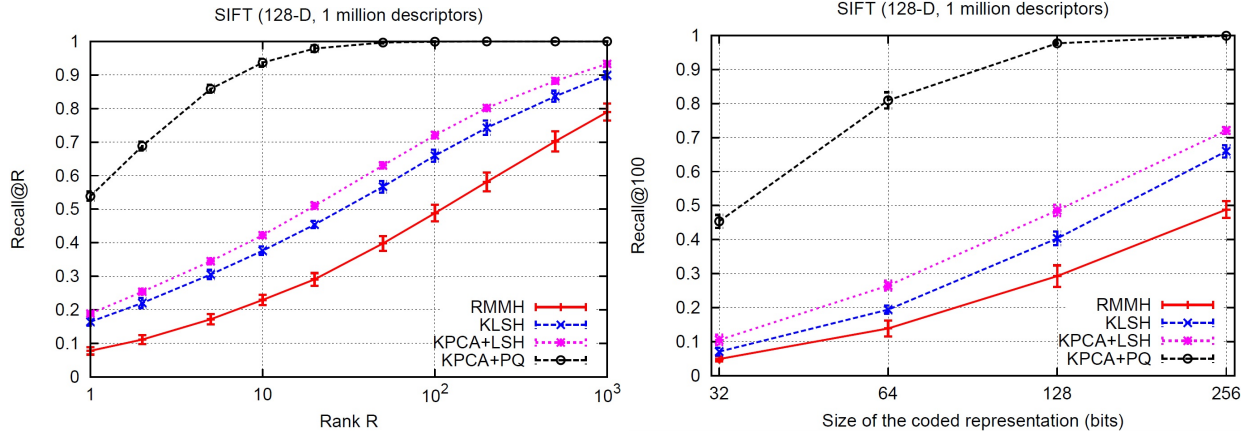 SIFT (128-D, 1 million descriptors)
1
0.9
0.8
0.7
0.6
0.5
0.4
0.3
0.2
0.1
0
Recall@R
RMMH
KLSH
KPCA+LSH
KPCA+PQ
1 10 10² 10³
Rank R
SIFT (128-D, 1 million descriptors)
1
0.9
0.8
0.7
0.6
0.5
0.4
0.3
0.2
0.1
0
Recall@100
RMMH
KLSH
KPCA+LSH
KPCA+PQ
32 64 128 256
Size of the coded representation (bits)